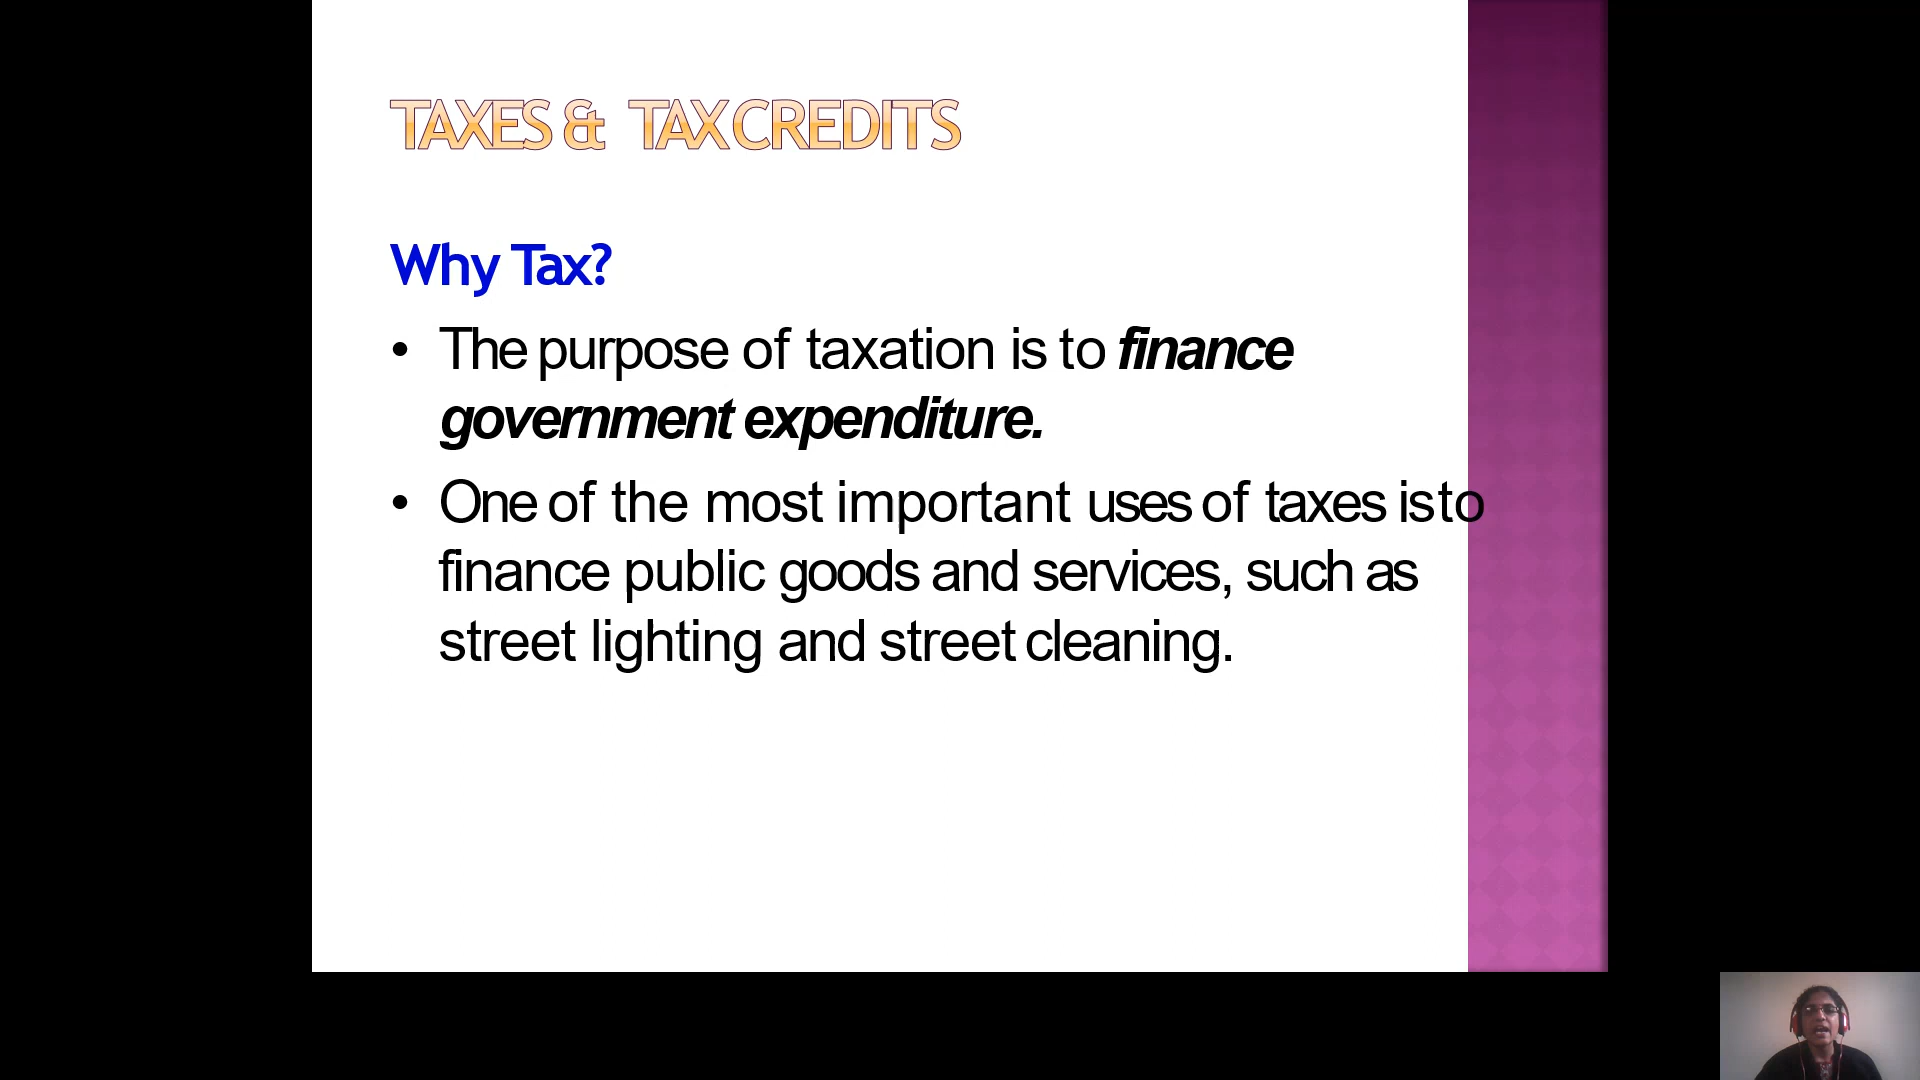 TAXES & TAX CREDITS
Why Tax?
• The purpose of taxation is to finance
government expenditure.
• One of the most important uses of taxes is to
finance public goods and services, such as
street lighting and street cleaning.